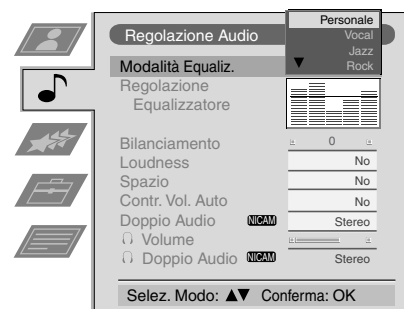 Regolazione Audio
Personale
Vocal
Jazz
▼ Rock
Modalità Equaliz.
Regolazione
Equalizzatore
Bilanciamento 0
Loudness No
Spazio No
Contr. Vol. Auto No
Doppio Audio NICAM Stereo
Volume
Doppio Audio NICAM Stereo
Selez. Modo: ▲▼ Conferma: OK